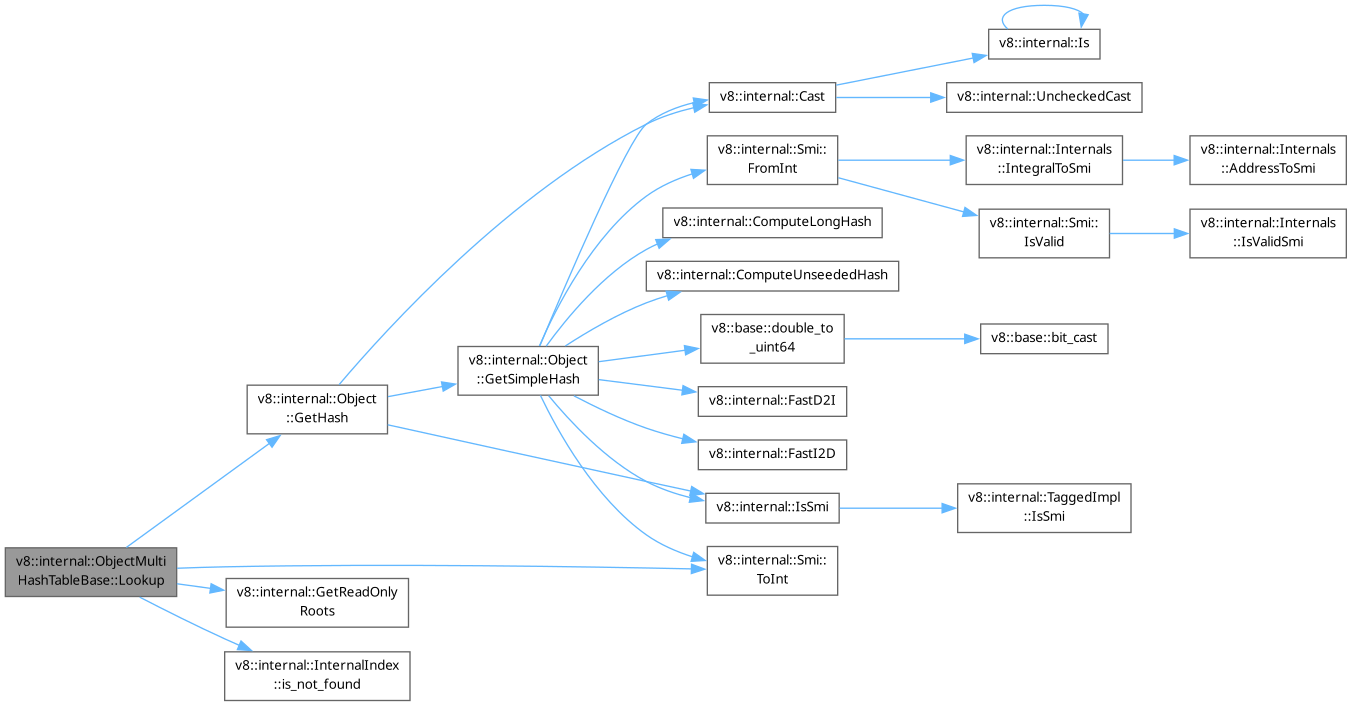 v8::internal::ObjectMulti
HashTableBase::Lookup
v8::internal::Object
::GetHash
v8::internal::GetReadOnly
Roots
v8::internal::InternalIndex
::is_not_found
v8::internal::Object
::GetSimpleHash
v8::internal::Cast
v8::internal::Smi::
FromInt
v8::internal::ComputeLongHash
v8::internal::ComputeUnseededHash
v8::base::double_to
_uint64
v8::internal::FastD2I
v8::internal::FastI2D
v8::internal::IsSmi
v8::internal::Smi::
ToInt
v8::internal::Is
v8::internal::UncheckedCast
v8::internal::Internals
::IntegralToSmi
v8::internal::Smi::
IsValid
v8::base::bit_cast
v8::internal::TaggedImpl
::IsSmi
v8::internal::Internals
::AddressToSmi
v8::internal::Internals
::IsValidSmi